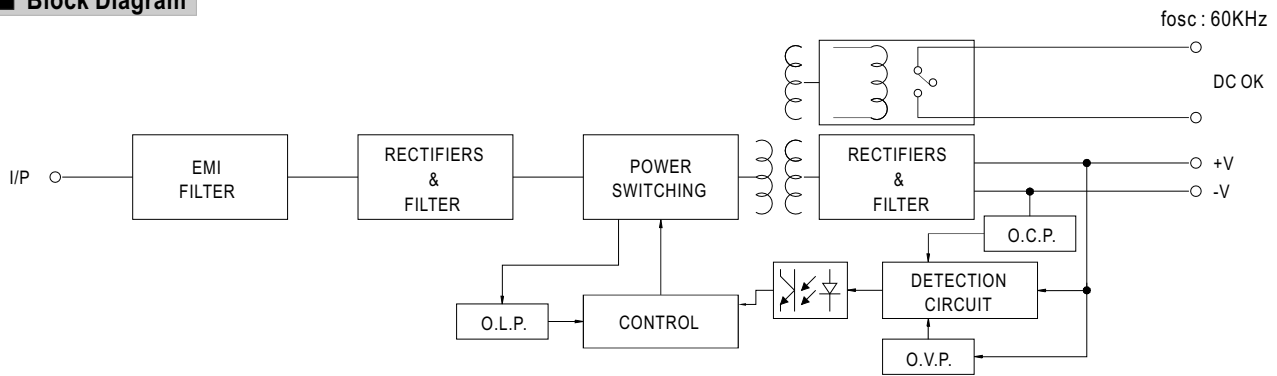 ■ Block Diagram
fosc : 60KHz
DC OK
I/P
EMI
FILTER
RECTIFIERS
&
FILTER
POWER
SWITCHING
RECTIFIERS
&
FILTER
+V
-V
O.C.P.
DETECTION
CIRCUIT
O.L.P.
CONTROL
O.V.P.